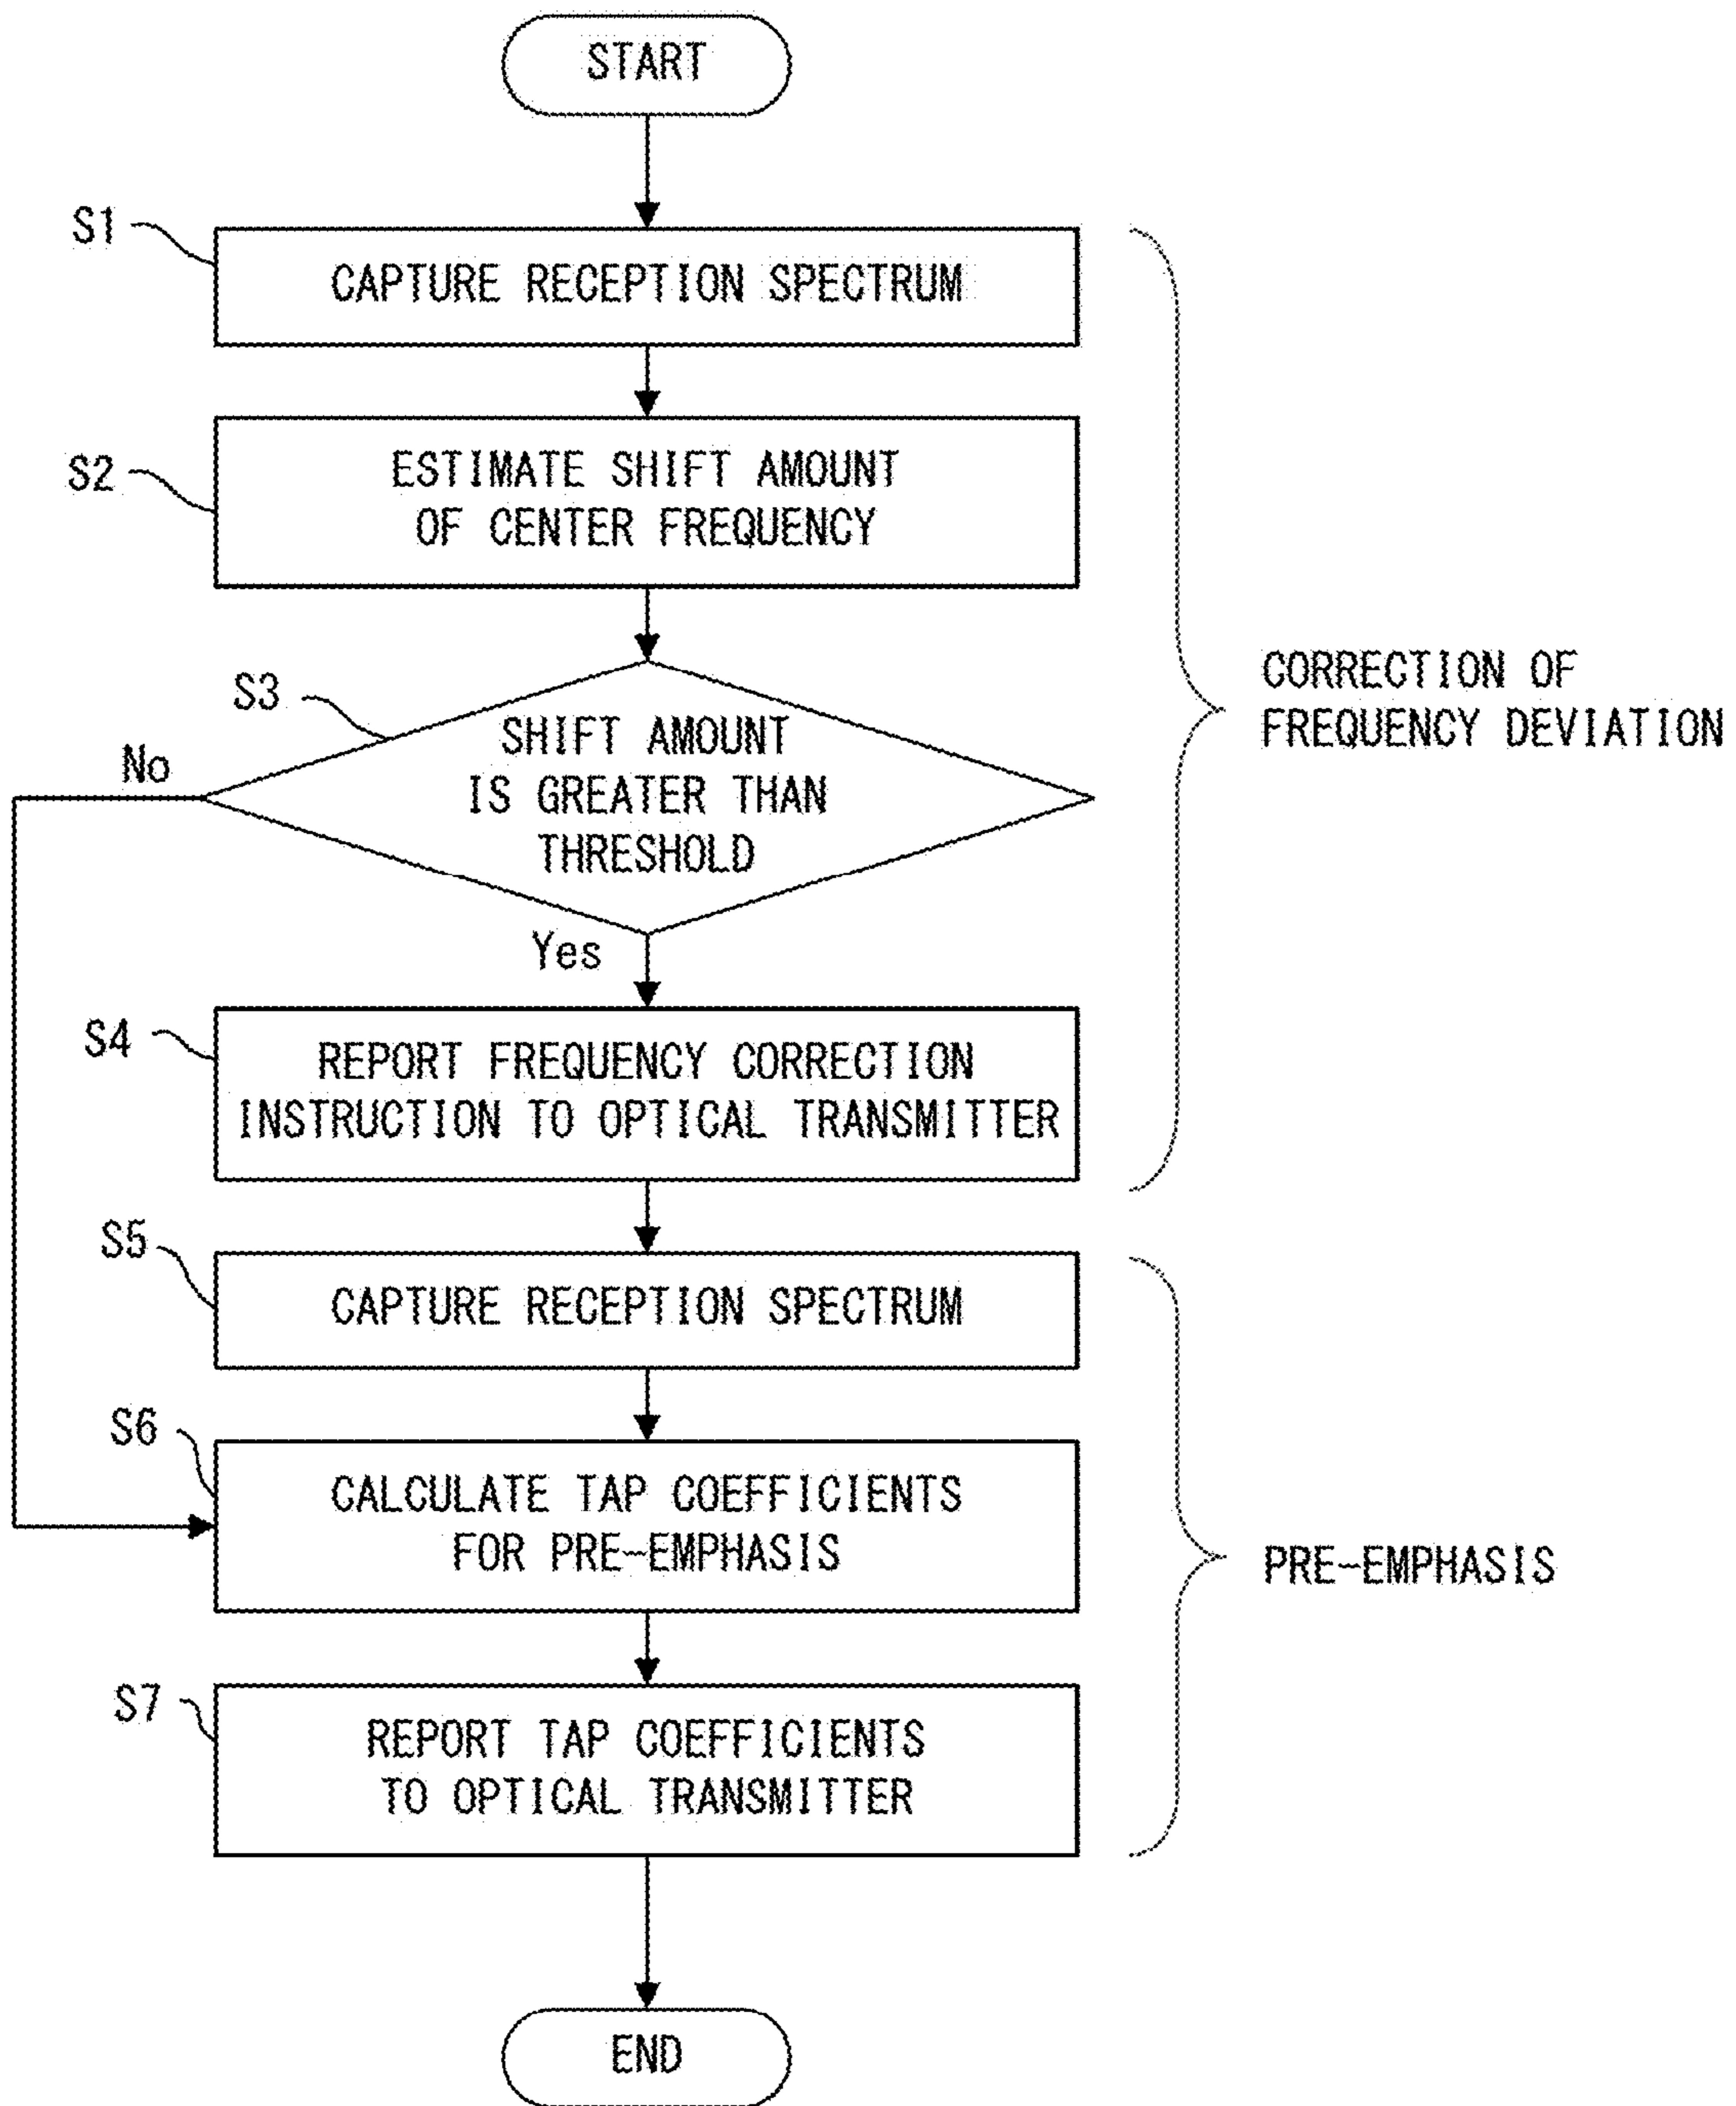 START
S1
CAPTURE RECEPTION SPECTRUM
S2
ESTIMATE SHIFT AMOUNT
OF CENTER FREQUENCY
S3
SHIFT AMOUNT
IS GREATER THAN
THRESHOLD
No
Yes
CORRECTION OF
FREQUENCY DEVIATION
S4
REPORT FREQUENCY CORRECTION
INSTRUCTION TO OPTICAL TRANSMITTER
S5
CAPTURE RECEPTION SPECTRUM
S6
CALCULATE TAP COEFFICIENTS
FOR PRE-EMPHASIS
PRE-EMPHASIS
S7
REPORT TAP COEFFICIENTS
TO OPTICAL TRANSMITTER
END